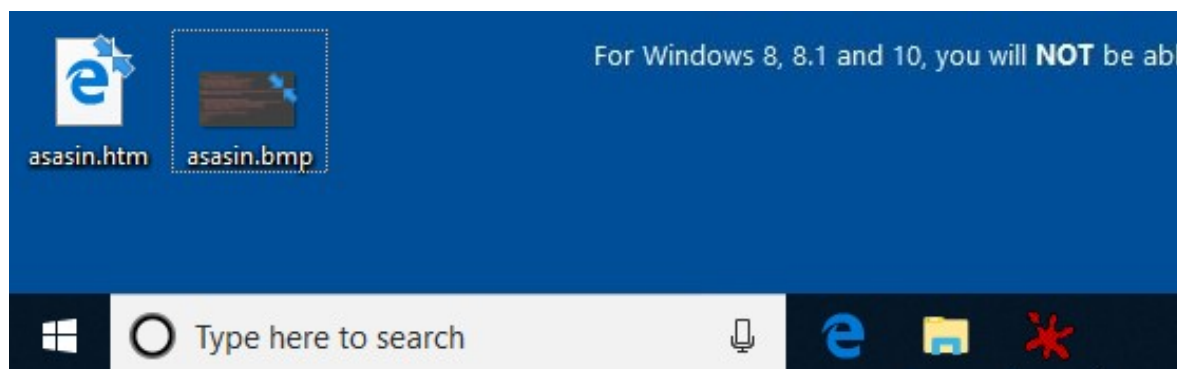 For Windows 8, 8.1 and 10, you will NOT be abl
asasin.htm
asasin.bmp
Type here to search